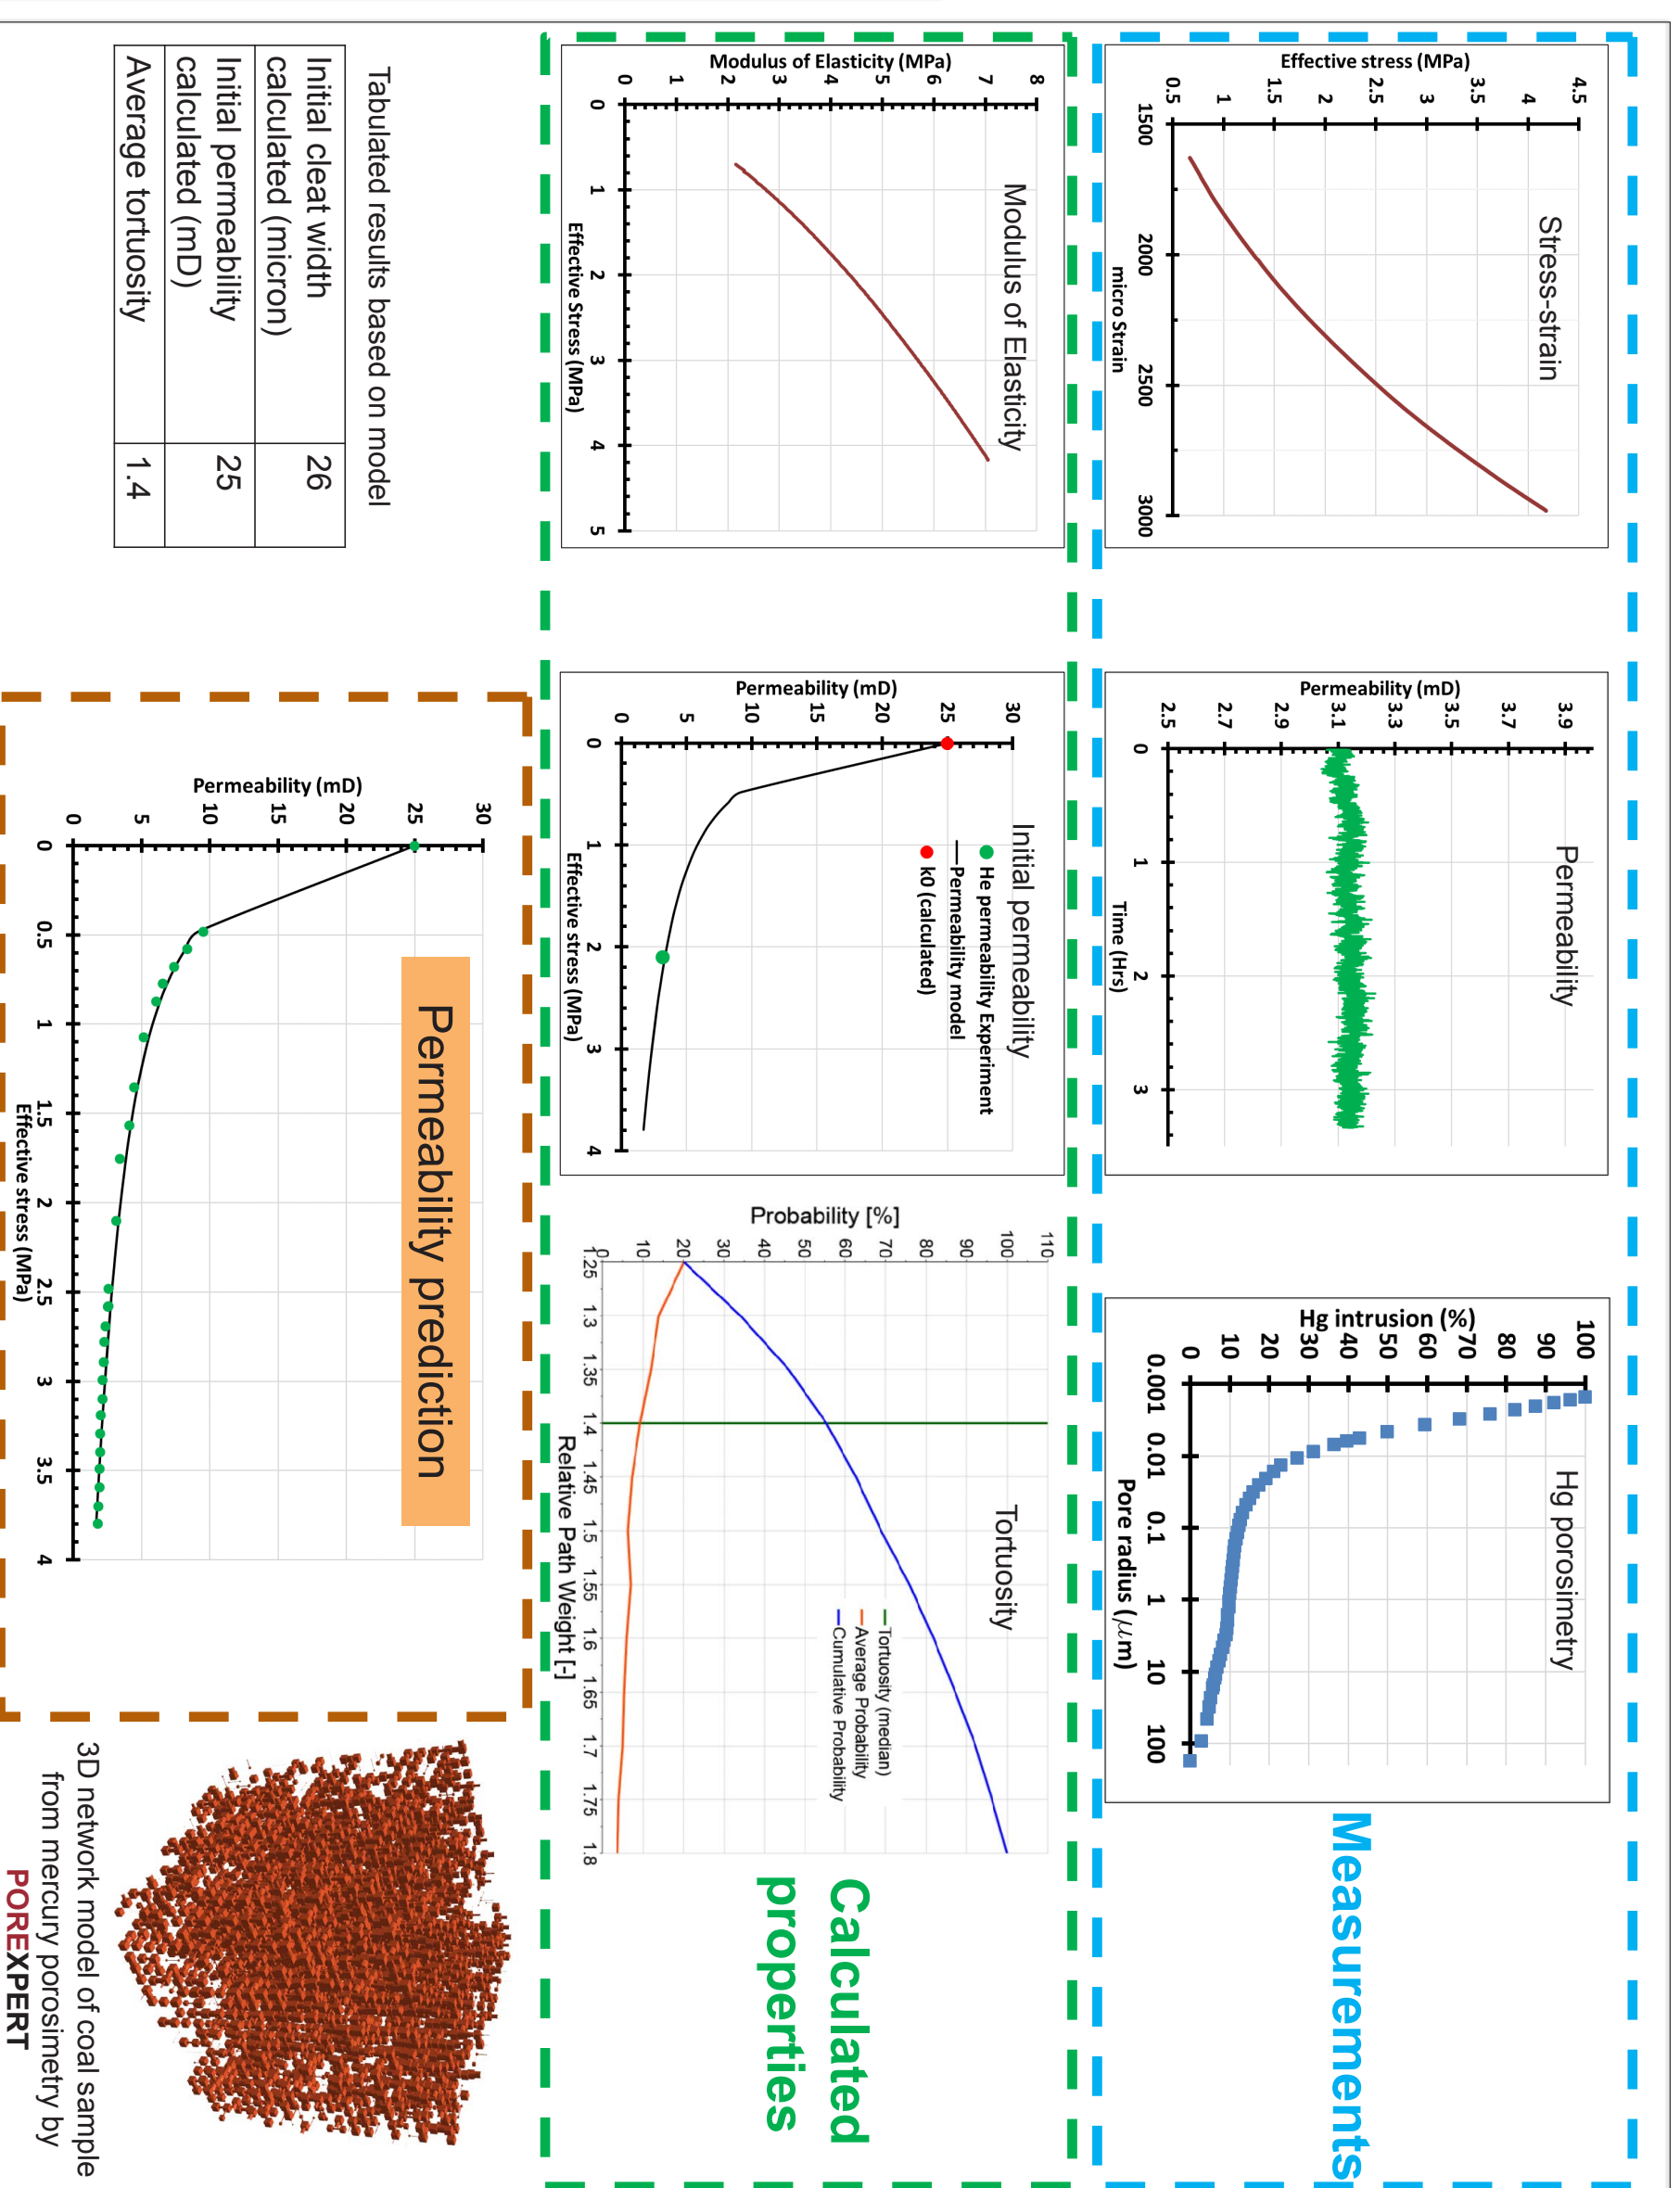 Measurements
Stress-strain
Effective stress (MPa)
4.5
4
3.5
3
2.5
2
1.5
1
0.5
1500 2000 2500 3000
micro Strain
Permeability
Permeability (mD)
3.9
3.7
3.5
3.3
3.1
2.9
2.7
2.5
0 1 2 3
Time (Hrs)
Hg porosimetry
Hg intrusion (%)
100
90
80
70
60
50
40
30
20
10
0
0.001 0.01 0.1 1 10 100
Pore radius (μm)
Calculated
properties
Modulus of Elasticity
Modulus of Elasticity (MPa)
8
7
6
5
4
3
2
1
0
0 1 2 3 4 5
Effective Stress (MPa)
Initial permeability
He permeability Experiment
Permeability model
k0 (calculated)
Permeability (mD)
30
25
20
15
10
5
0
0 1 2 3 4
Effective stress (MPa)
Tortuosity
Tortuosity (median)
Average Probability
Cumulative Probability
Probability [%]
110
100
90
80
70
60
50
40
30
20
10
0
1.25 1.3 1.35 1.4 1.45 1.5 1.55 1.6 1.65 1.7 1.75 1.8
Relative Path Weight [-]
Tabulated results based on model
Initial cleat width 26
calculated (micron)
Initial permeability 25
calculated (mD)
Average tortuosity 1.4
Permeability prediction
Permeability (mD)
30
25
20
15
10
5
0
0 0.5 1 1.5 2 2.5 3 3.5 4
Effective stress (MPa)
3D network model of coal sample
from mercury porosimetry by
POREXPERT